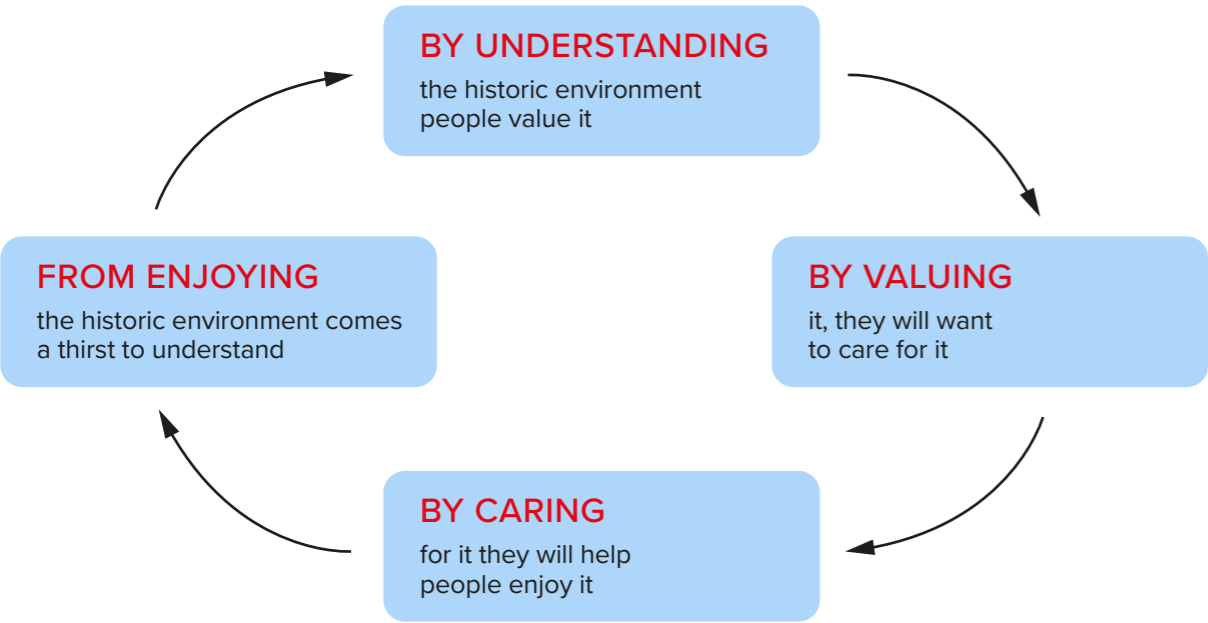 BY UNDERSTANDING
the historic environment
people value it
BY VALUING
it, they will want
to care for it
BY CARING
for it they will help
people enjoy it
FROM ENJOYING
the historic environment comes
a thirst to understand